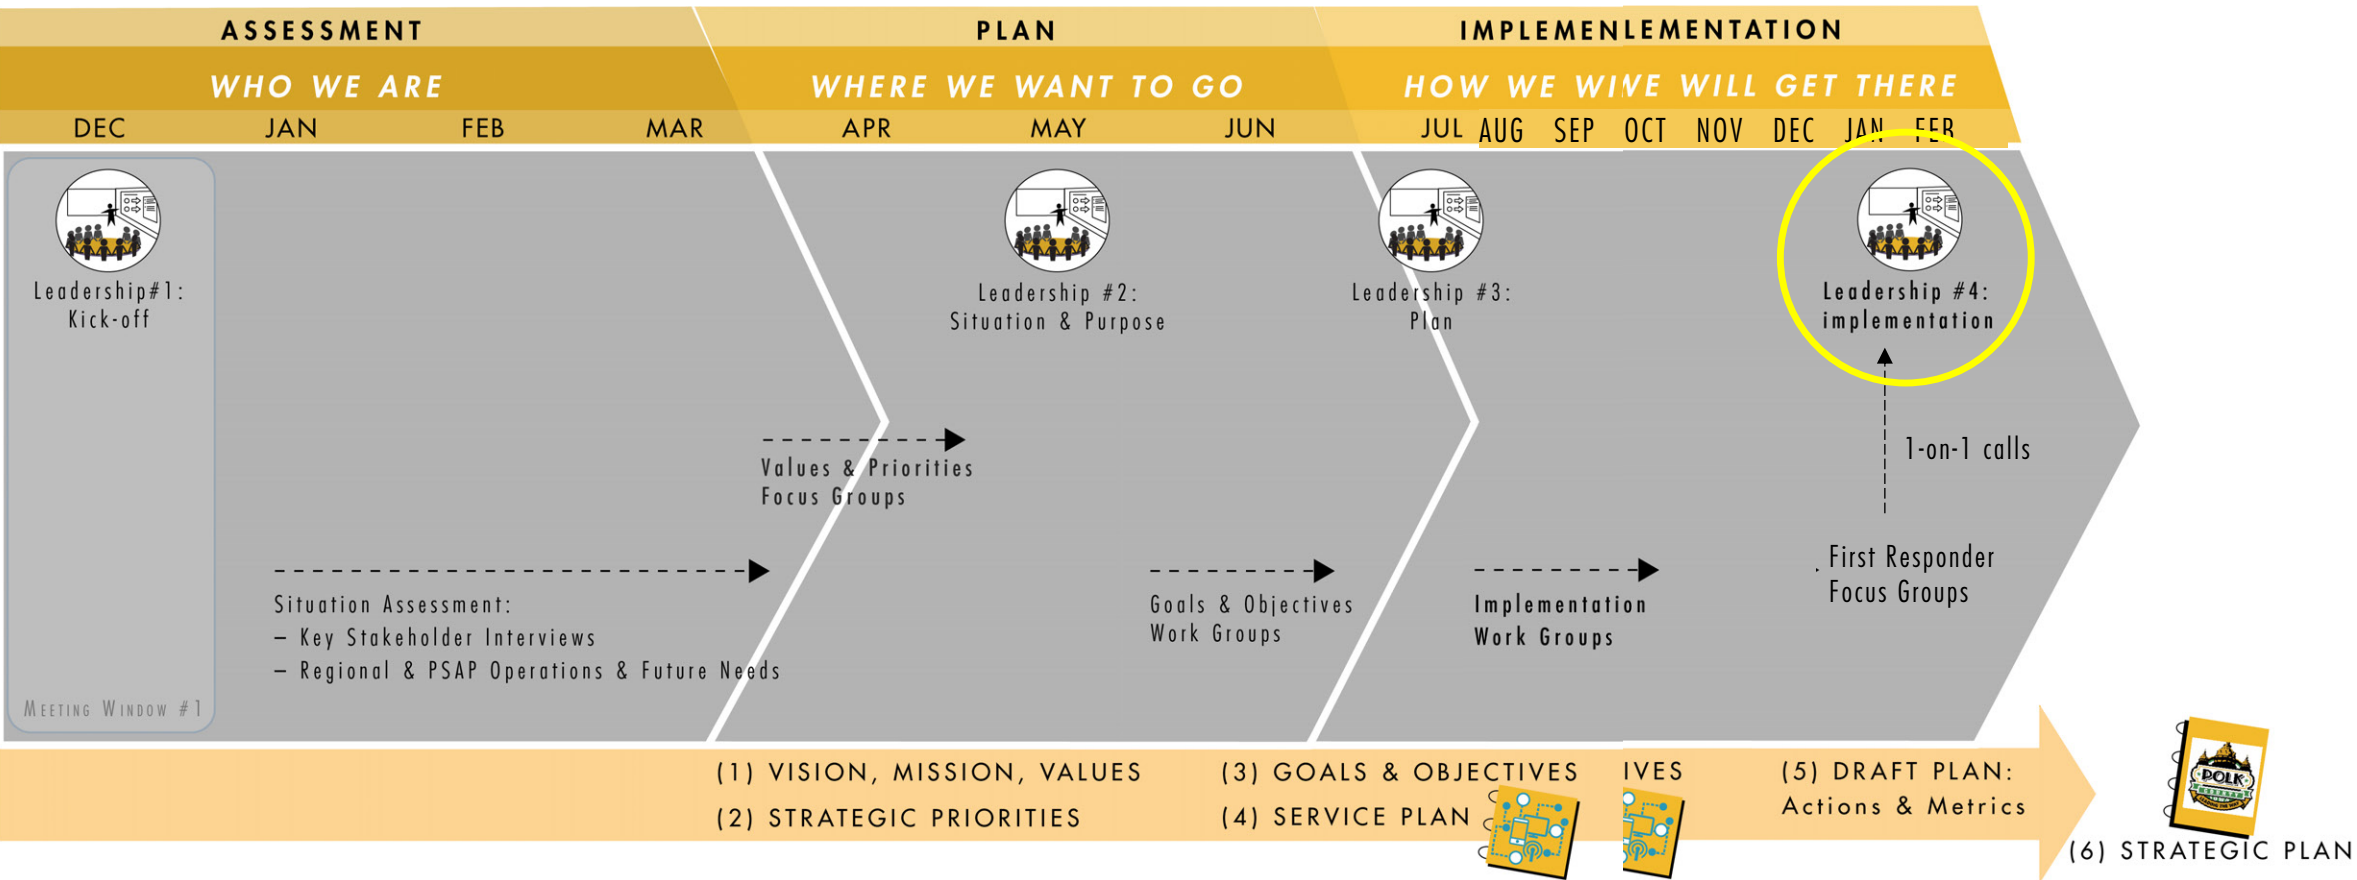 ASSESSMENT
PLAN
IMPLEMENLEMENTATION
WHO WE ARE
WHERE WE WANT TO GO
HOW WE WIVE WILL GET THERE
DEC JAN FEB MAR APR MAY JUN JUL AUG SEP OCT NOV DEC JAN FEB
Leadership#1:
Kick-off
Leadership #2:
Situation & Purpose
Leadership #3:
Plan
Leadership #4:
implementation
1-on-1 calls
Values & Priorities
Focus Groups
First Responder
Focus Groups
Situation Assessment:
– Key Stakeholder Interviews
– Regional & PSAP Operations & Future Needs
Goals & Objectives
Work Groups
Implementation
Work Groups
MEETING WINDOW #1
(1) VISION, MISSION, VALUES
(2) STRATEGIC PRIORITIES
(3) GOALS & OBJECTIVES
IVES
(4) SERVICE PLAN
(5) DRAFT PLAN:
Actions & Metrics
POLK
(6) STRATEGIC PLAN